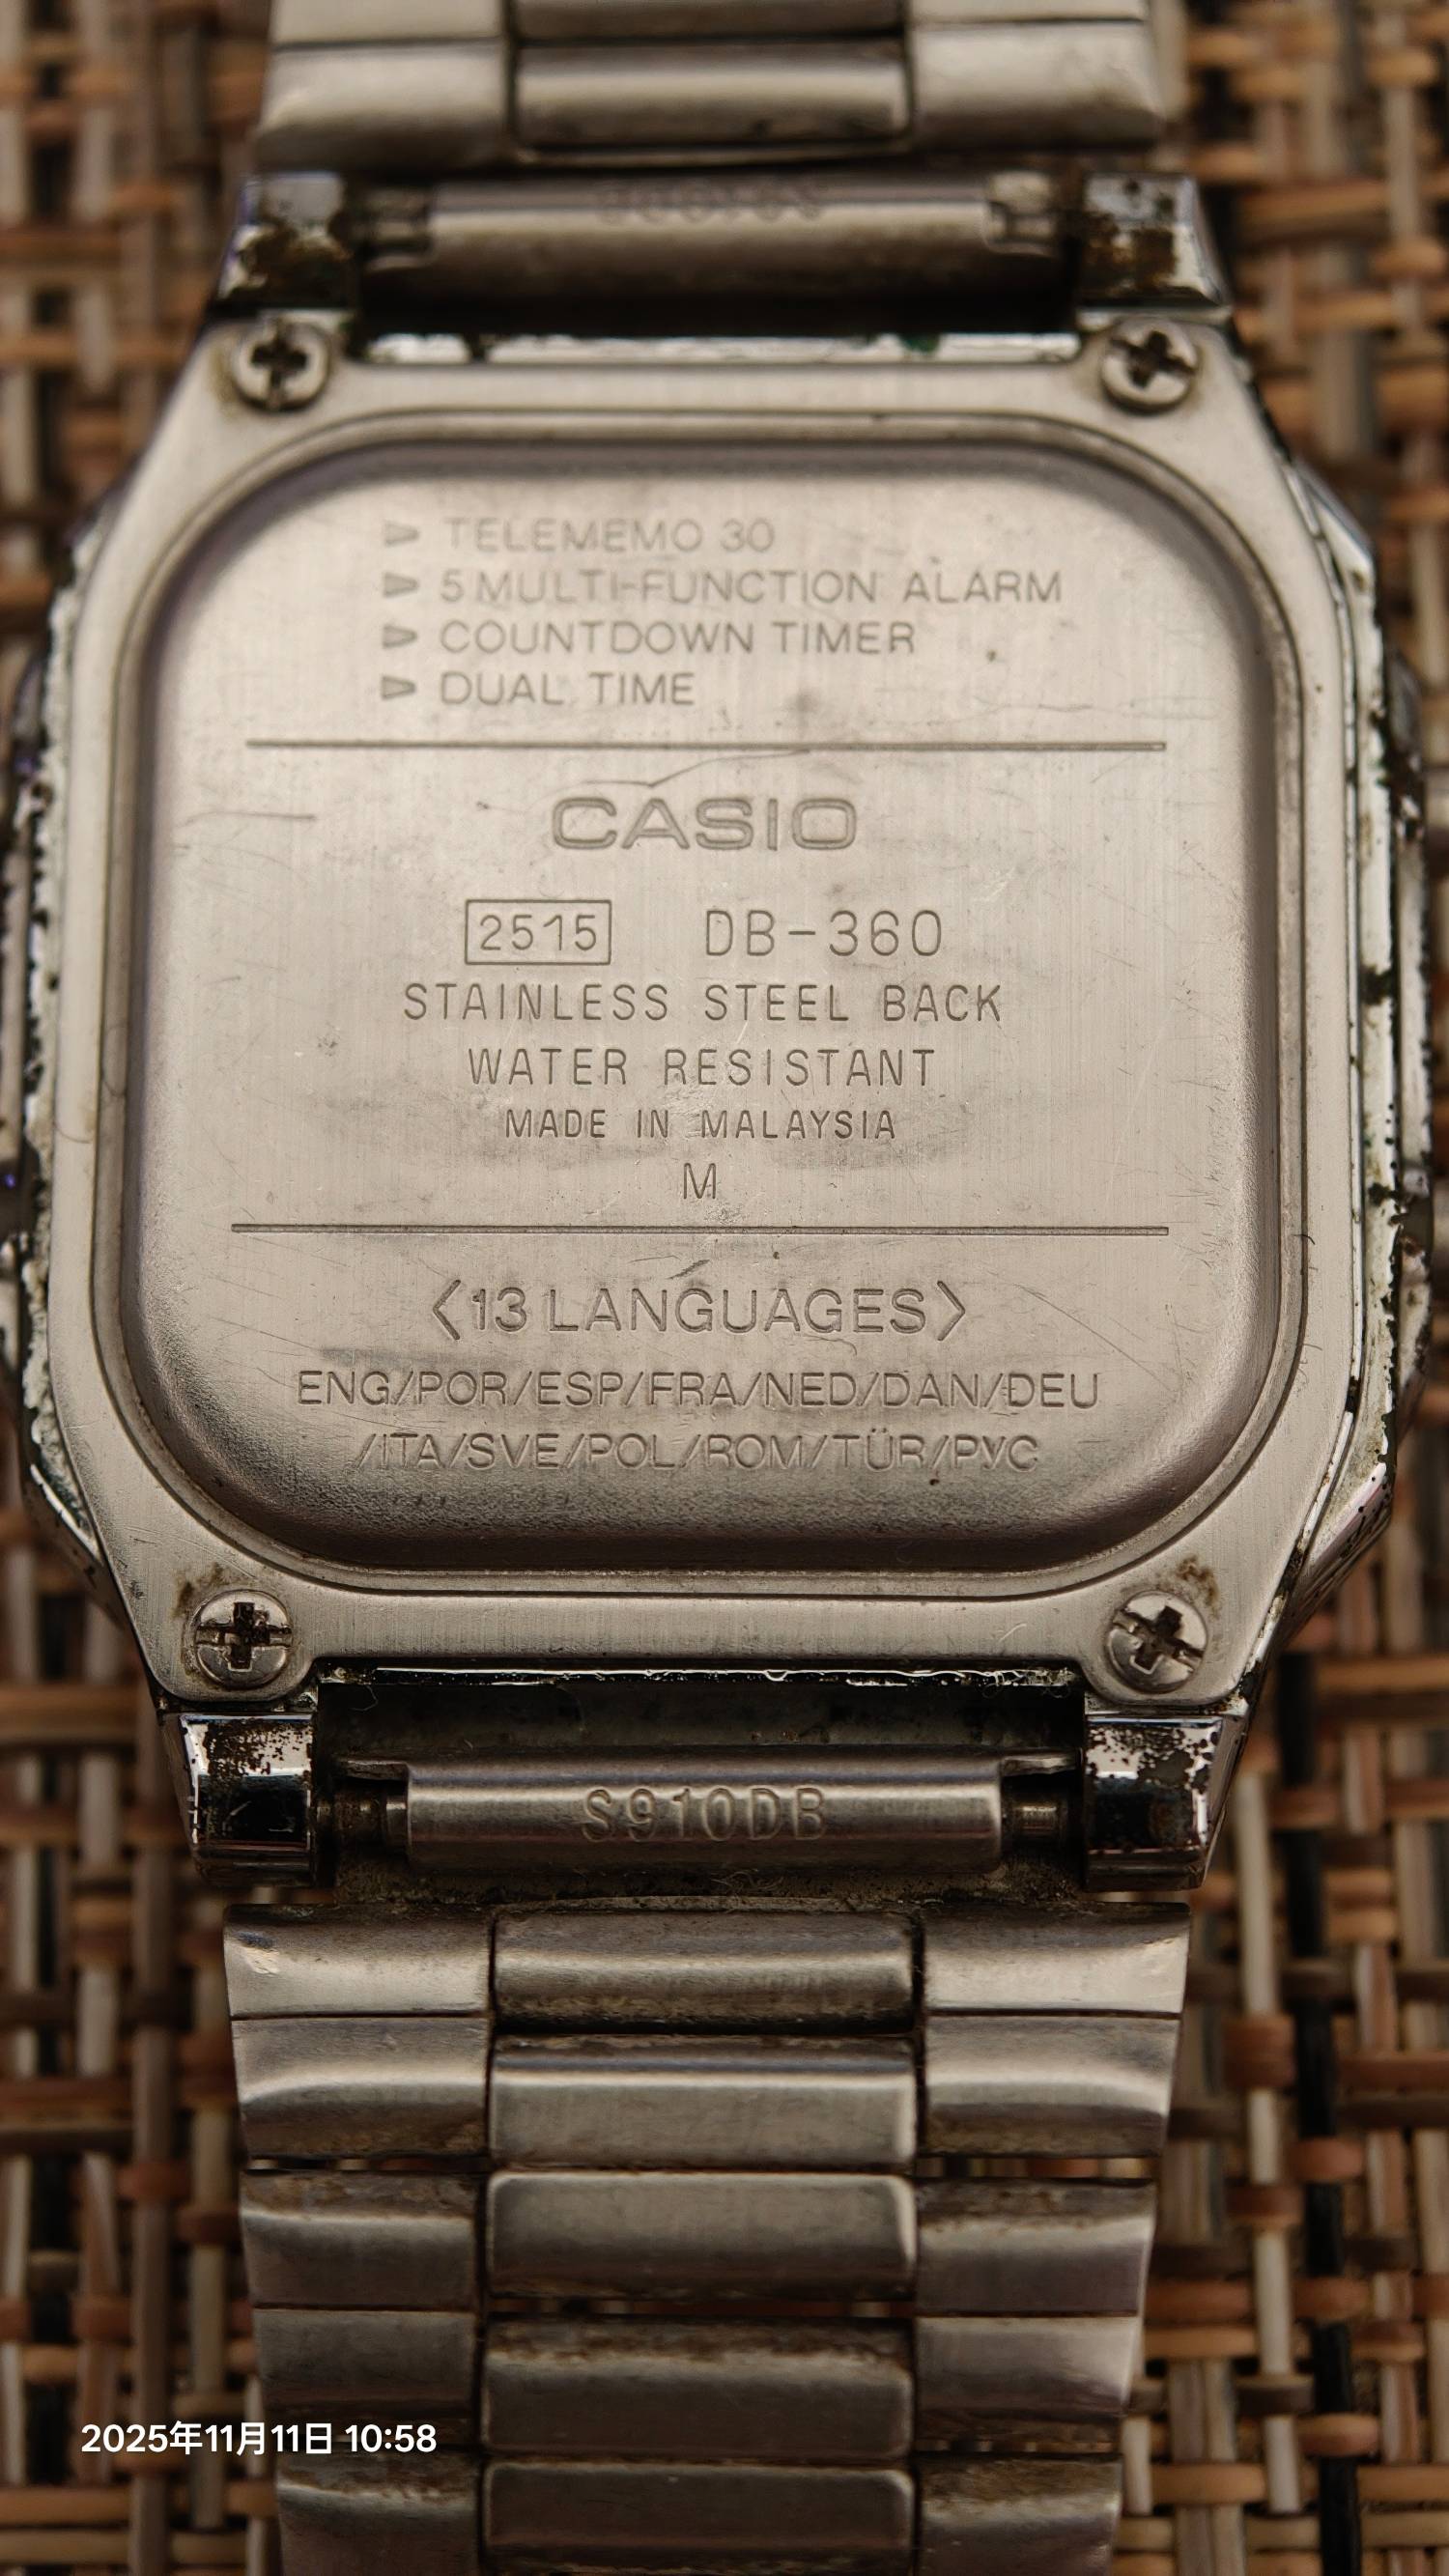 TELEMEMO 30
5 MULTI-FUNCTION ALARM
COUNTDOWN TIMER
DUAL TIME
CASIO
2515 DB-360
STAINLESS STEEL BACK
WATER RESISTANT
MADE IN MALAYSIA
M
<13 LANGUAGES>
ENG/POR/ESP/FRA/NED/DAN/DEU
/ITA/SVE/POL/ROM/TÜR/РУС
S910DB
2025年11月11日 10:58